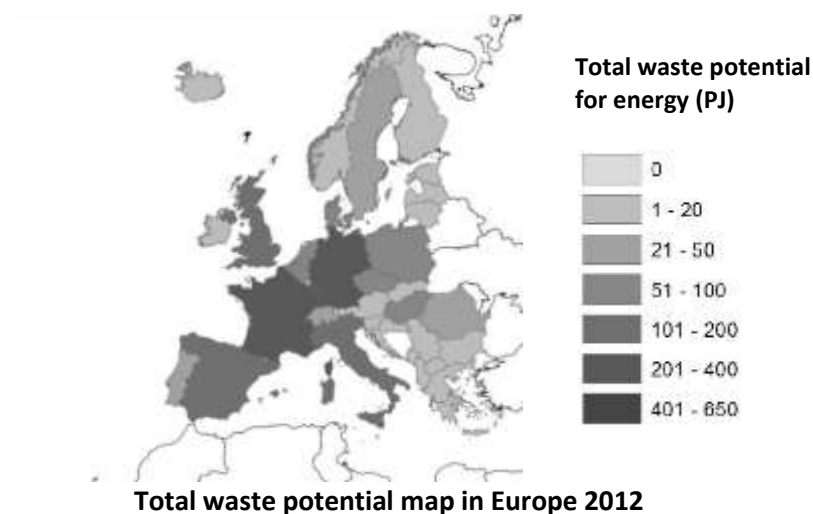 Total waste potential
for energy (PJ)
0
1 - 20
21 - 50
51 - 100
101 - 200
201 - 400
401 - 650
Total waste potential map in Europe 2012